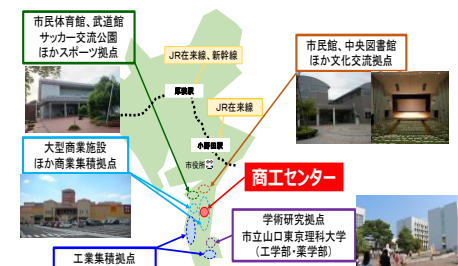 市民体育館、武道館
サッカー交流公園
ほかスポーツ拠点
JR在来線、新幹線
厚狭駅
市民館、中央図書館
ほか文化交流拠点
JR在来線
小野田駅
市役所
大型商業施設
ほか商業集積拠点
商工センター
学術研究拠点
市立山口東京理科大学
(工学部・薬学部)
工業集積拠点